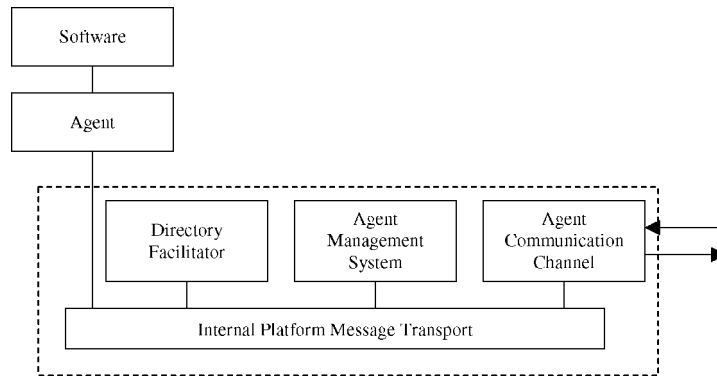 Software
Agent
Directory
Facilitator
Agent
Management
System
Agent
Communication
Channel
Internal Platform Message Transport